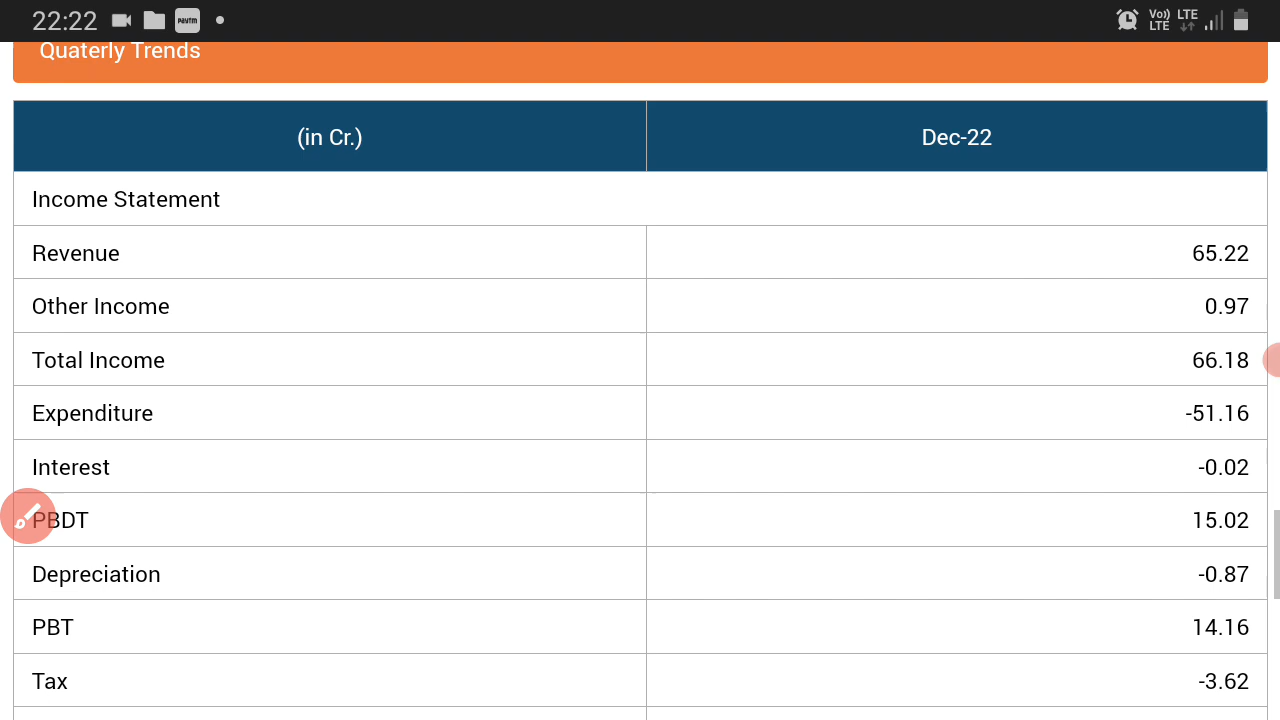 22:22 paytm Vo) LTE LTE
Quaterly Trends
(in Cr.) Dec-22
Income Statement
Revenue 65.22
Other Income 0.97
Total Income 66.18
Expenditure -51.16
Interest -0.02
PBDT 15.02
Depreciation -0.87
PBT 14.16
Tax -3.62